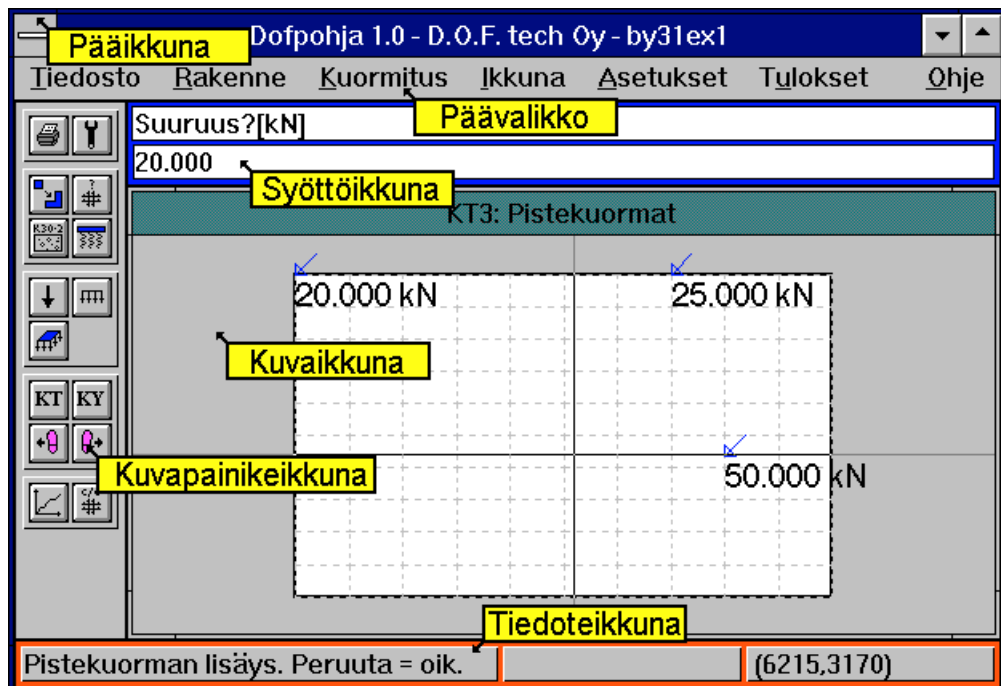 Dofpohja 1.0 - D.O.F. tech Oy - by31ex1
Pääikkuna
Tiedosto Rakenne Kuormitus Ikkuna Asetukset Tulokset Ohje
Päävalikko
Suuruus?[kN]
20.000
Syöttöikkuna
KT3: Pistekuormat
K30-2
?
20.000 kN 25.000 kN
Kuvaikkuna
KT KY
50.000 kN
Kuvapainikeikkuna
Tiedoteikkuna
Pistekuorman lisäys. Peruuta = oik. (6215,3170)